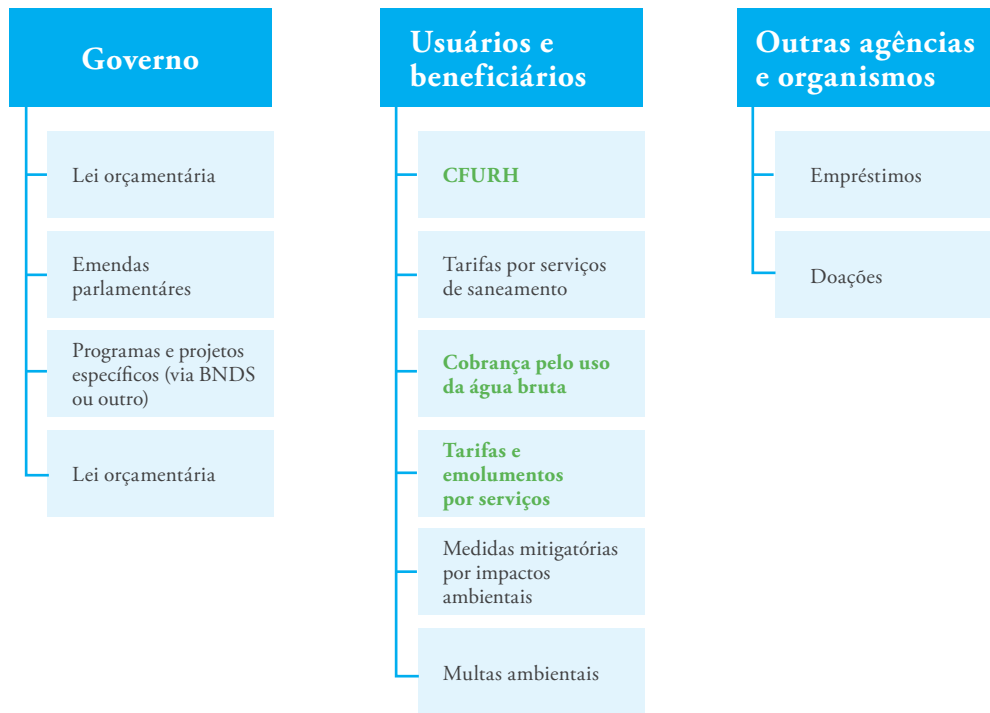 Governo
Lei orçamentária
Emendas
parlamentáres
Programas e projetos
específicos (via BNDS
ou outro)
Lei orçamentária
Usuários e
beneficiários
CFURH
Tarifas por serviços
de saneamento
Cobrança pelo uso
da água bruta
Tarifas e
emolumentos
por serviços
Medidas mitigatórias
por impactos
ambientais
Multas ambientais
Outras agências
e organismos
Empréstimos
Doações